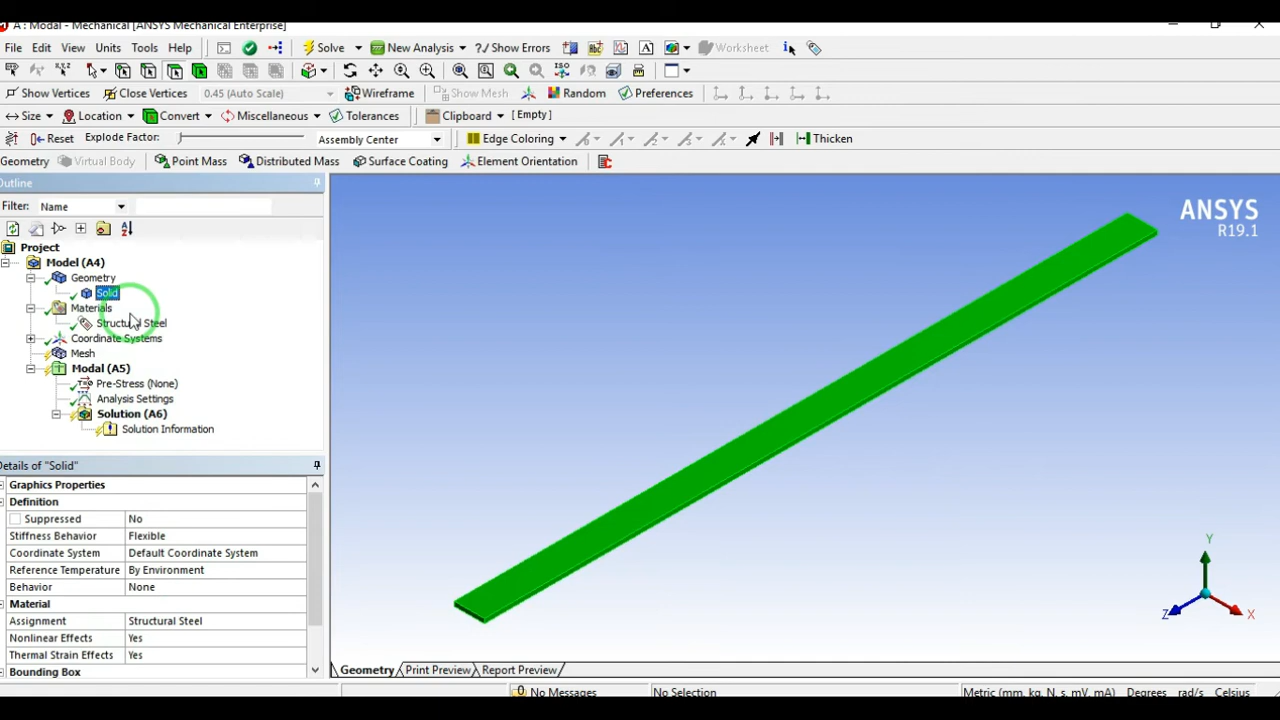 A : Modal - Mechanical [ANSYS Mechanical Enterprise]
File Edit View Units Tools Help Solve New Analysis ?/ Show Errors Worksheet
Show Vertices Close Vertices 0.45 (Auto Scale) Wireframe Show Mesh Random Preferences
Size Location Convert Miscellaneous Tolerances Clipboard [Empty]
Reset Explode Factor: Assembly Center Edge Coloring Thicken
Geometry Virtual Body Point Mass Distributed Mass Surface Coating Element Orientation
Outline
Filter: Name
Project
Model (A4)
Geometry
Solid
Materials
Structural Steel
Coordinate Systems
Mesh
Modal (A5)
Pre-Stress (None)
Analysis Settings
Solution (A6)
Solution Information
Details of "Solid"
Graphics Properties
Definition
Suppressed No
Stiffness Behavior Flexible
Coordinate System Default Coordinate System
Reference Temperature By Environment
Behavior None
Material
Assignment Structural Steel
Nonlinear Effects Yes
Thermal Strain Effects Yes
Bounding Box
ANSYS
R19.1
Y
Z X
Geometry Print Preview Report Preview
0 No Messages No Selection Metric (mm, kg, N, s, mV, mA) Degrees rad/s Celsius